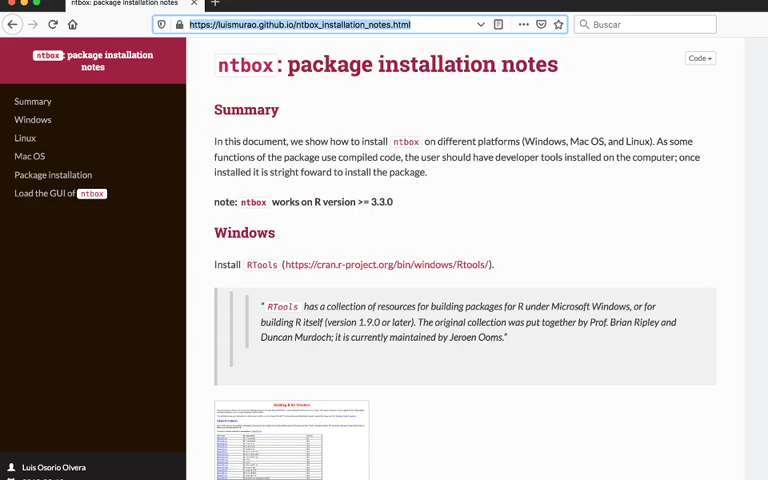 ntbox: package installation notes
https://luismurao.github.io/ntbox_installation_notes.html
Buscar
ntbox: package installation
notes
Summary
Windows
Linux
Mac OS
Package installation
Load the GUI of ntbox
Luis Osorio Olvera
ntbox: package installation notes
Code
Summary
In this document, we show how to install ntbox on different platforms (Windows, Mac OS, and Linux). As some
functions of the package use compiled code, the user should have developer tools installed on the computer; once
installed it is stright foward to install the package.
note: ntbox works on R version >= 3.3.0
Windows
Install RTools (https://cran.r-project.org/bin/windows/Rtools/).
“ RTools has a collection of resources for building packages for R under Microsoft Windows, or for
building R itself (version 1.9.0 or later). The original collection was put together by Prof. Brian Ripley and
Duncan Murdoch; it is currently maintained by Jeroen Ooms.”
Building R for Windows